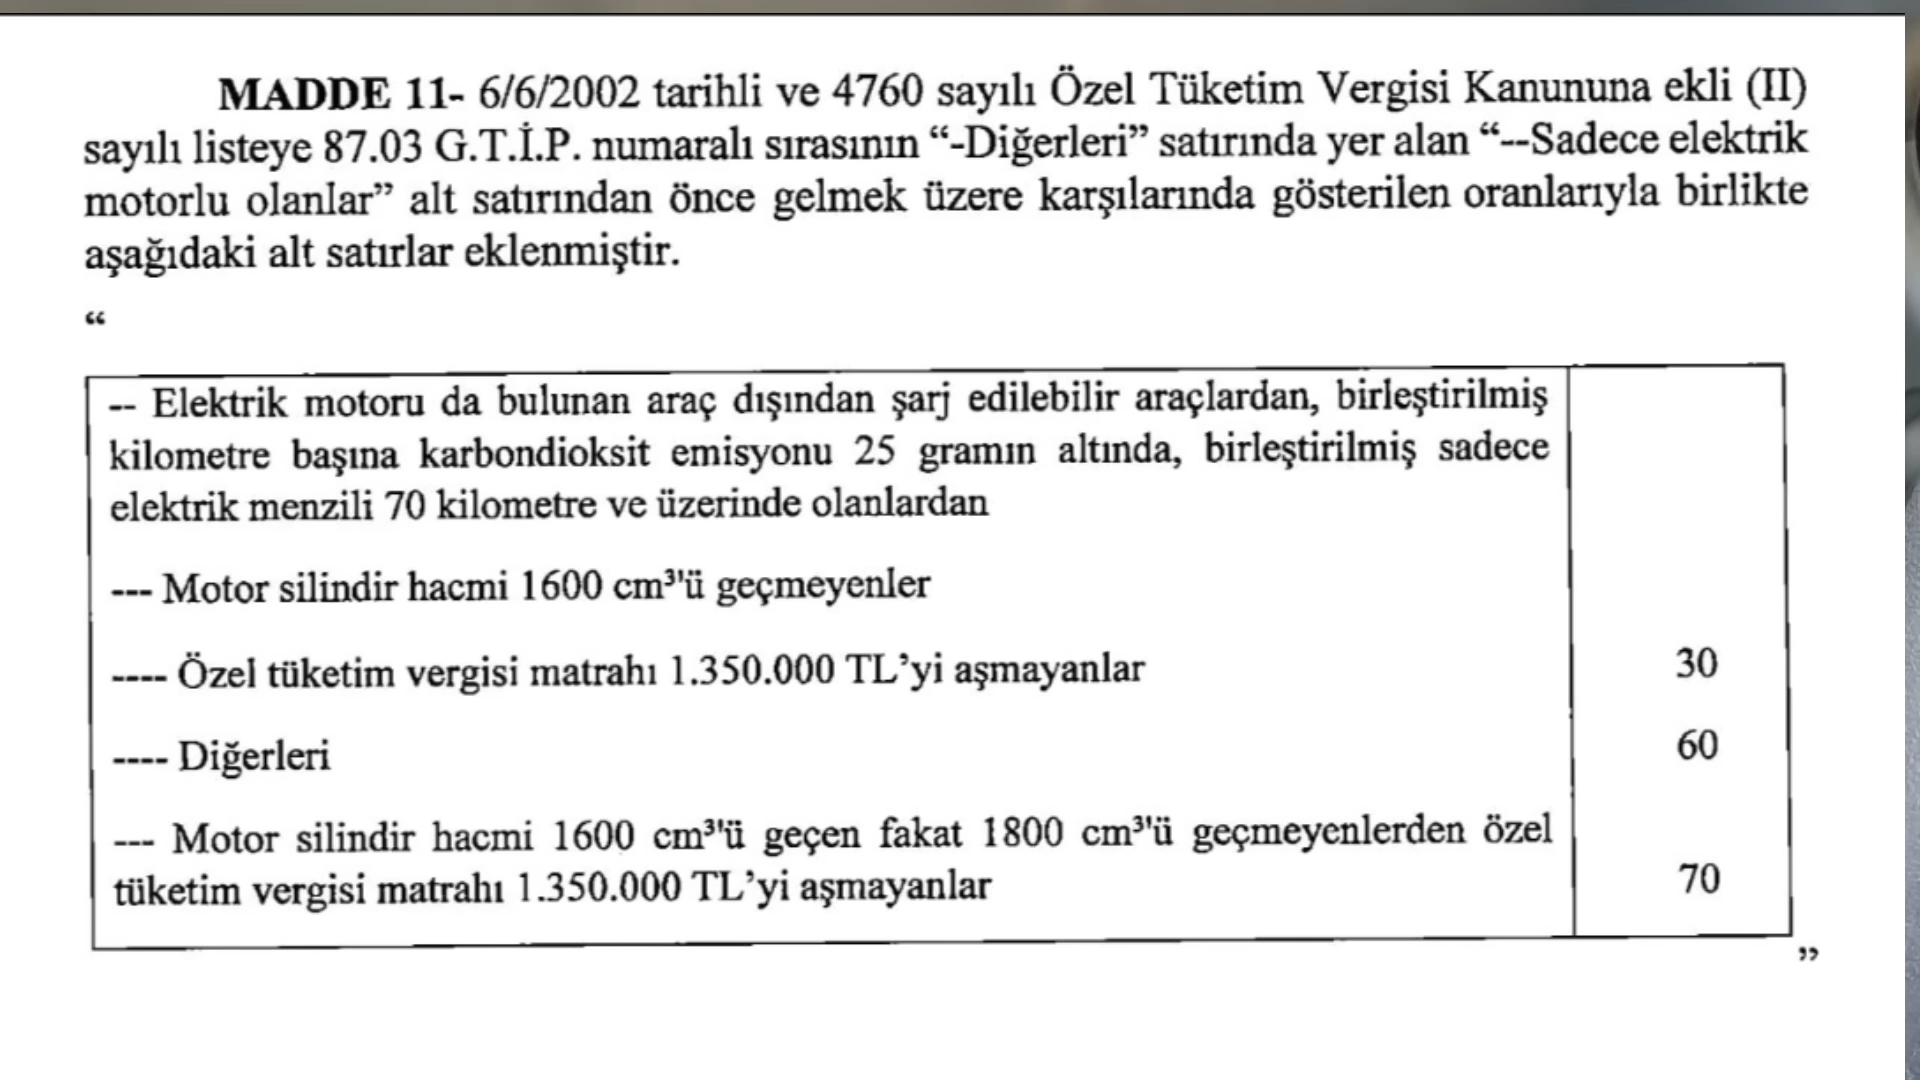 MADDE 11- 6/6/2002 tarihli ve 4760 sayılı Özel Tüketim Vergisi Kanununa ekli (II)
sayılı listeye 87.03 G.T.İ.P. numaralı sırasının “-Diğerleri” satırında yer alan “--Sadece elektrik
motorlu olanlar” alt satırından önce gelmek üzere karşılarında gösterilen oranlarıyla birlikte
aşağıdaki alt satırlar eklenmiştir.
“
-- Elektrik motoru da bulunan araç dışından şarj edilebilir araçlardan, birleştirilmiş
kilometre başına karbondioksit emisyonu 25 gramın altında, birleştirilmiş sadece
elektrik menzili 70 kilometre ve üzerinde olanlardan
--- Motor silindir hacmi 1600 cm³'ü geçmeyenler
---- Özel tüketim vergisi matrahı 1.350.000 TL’yi aşmayanlar 30
---- Diğerleri 60
--- Motor silindir hacmi 1600 cm³'ü geçen fakat 1800 cm³'ü geçmeyenlerden özel
tüketim vergisi matrahı 1.350.000 TL’yi aşmayanlar 70
”